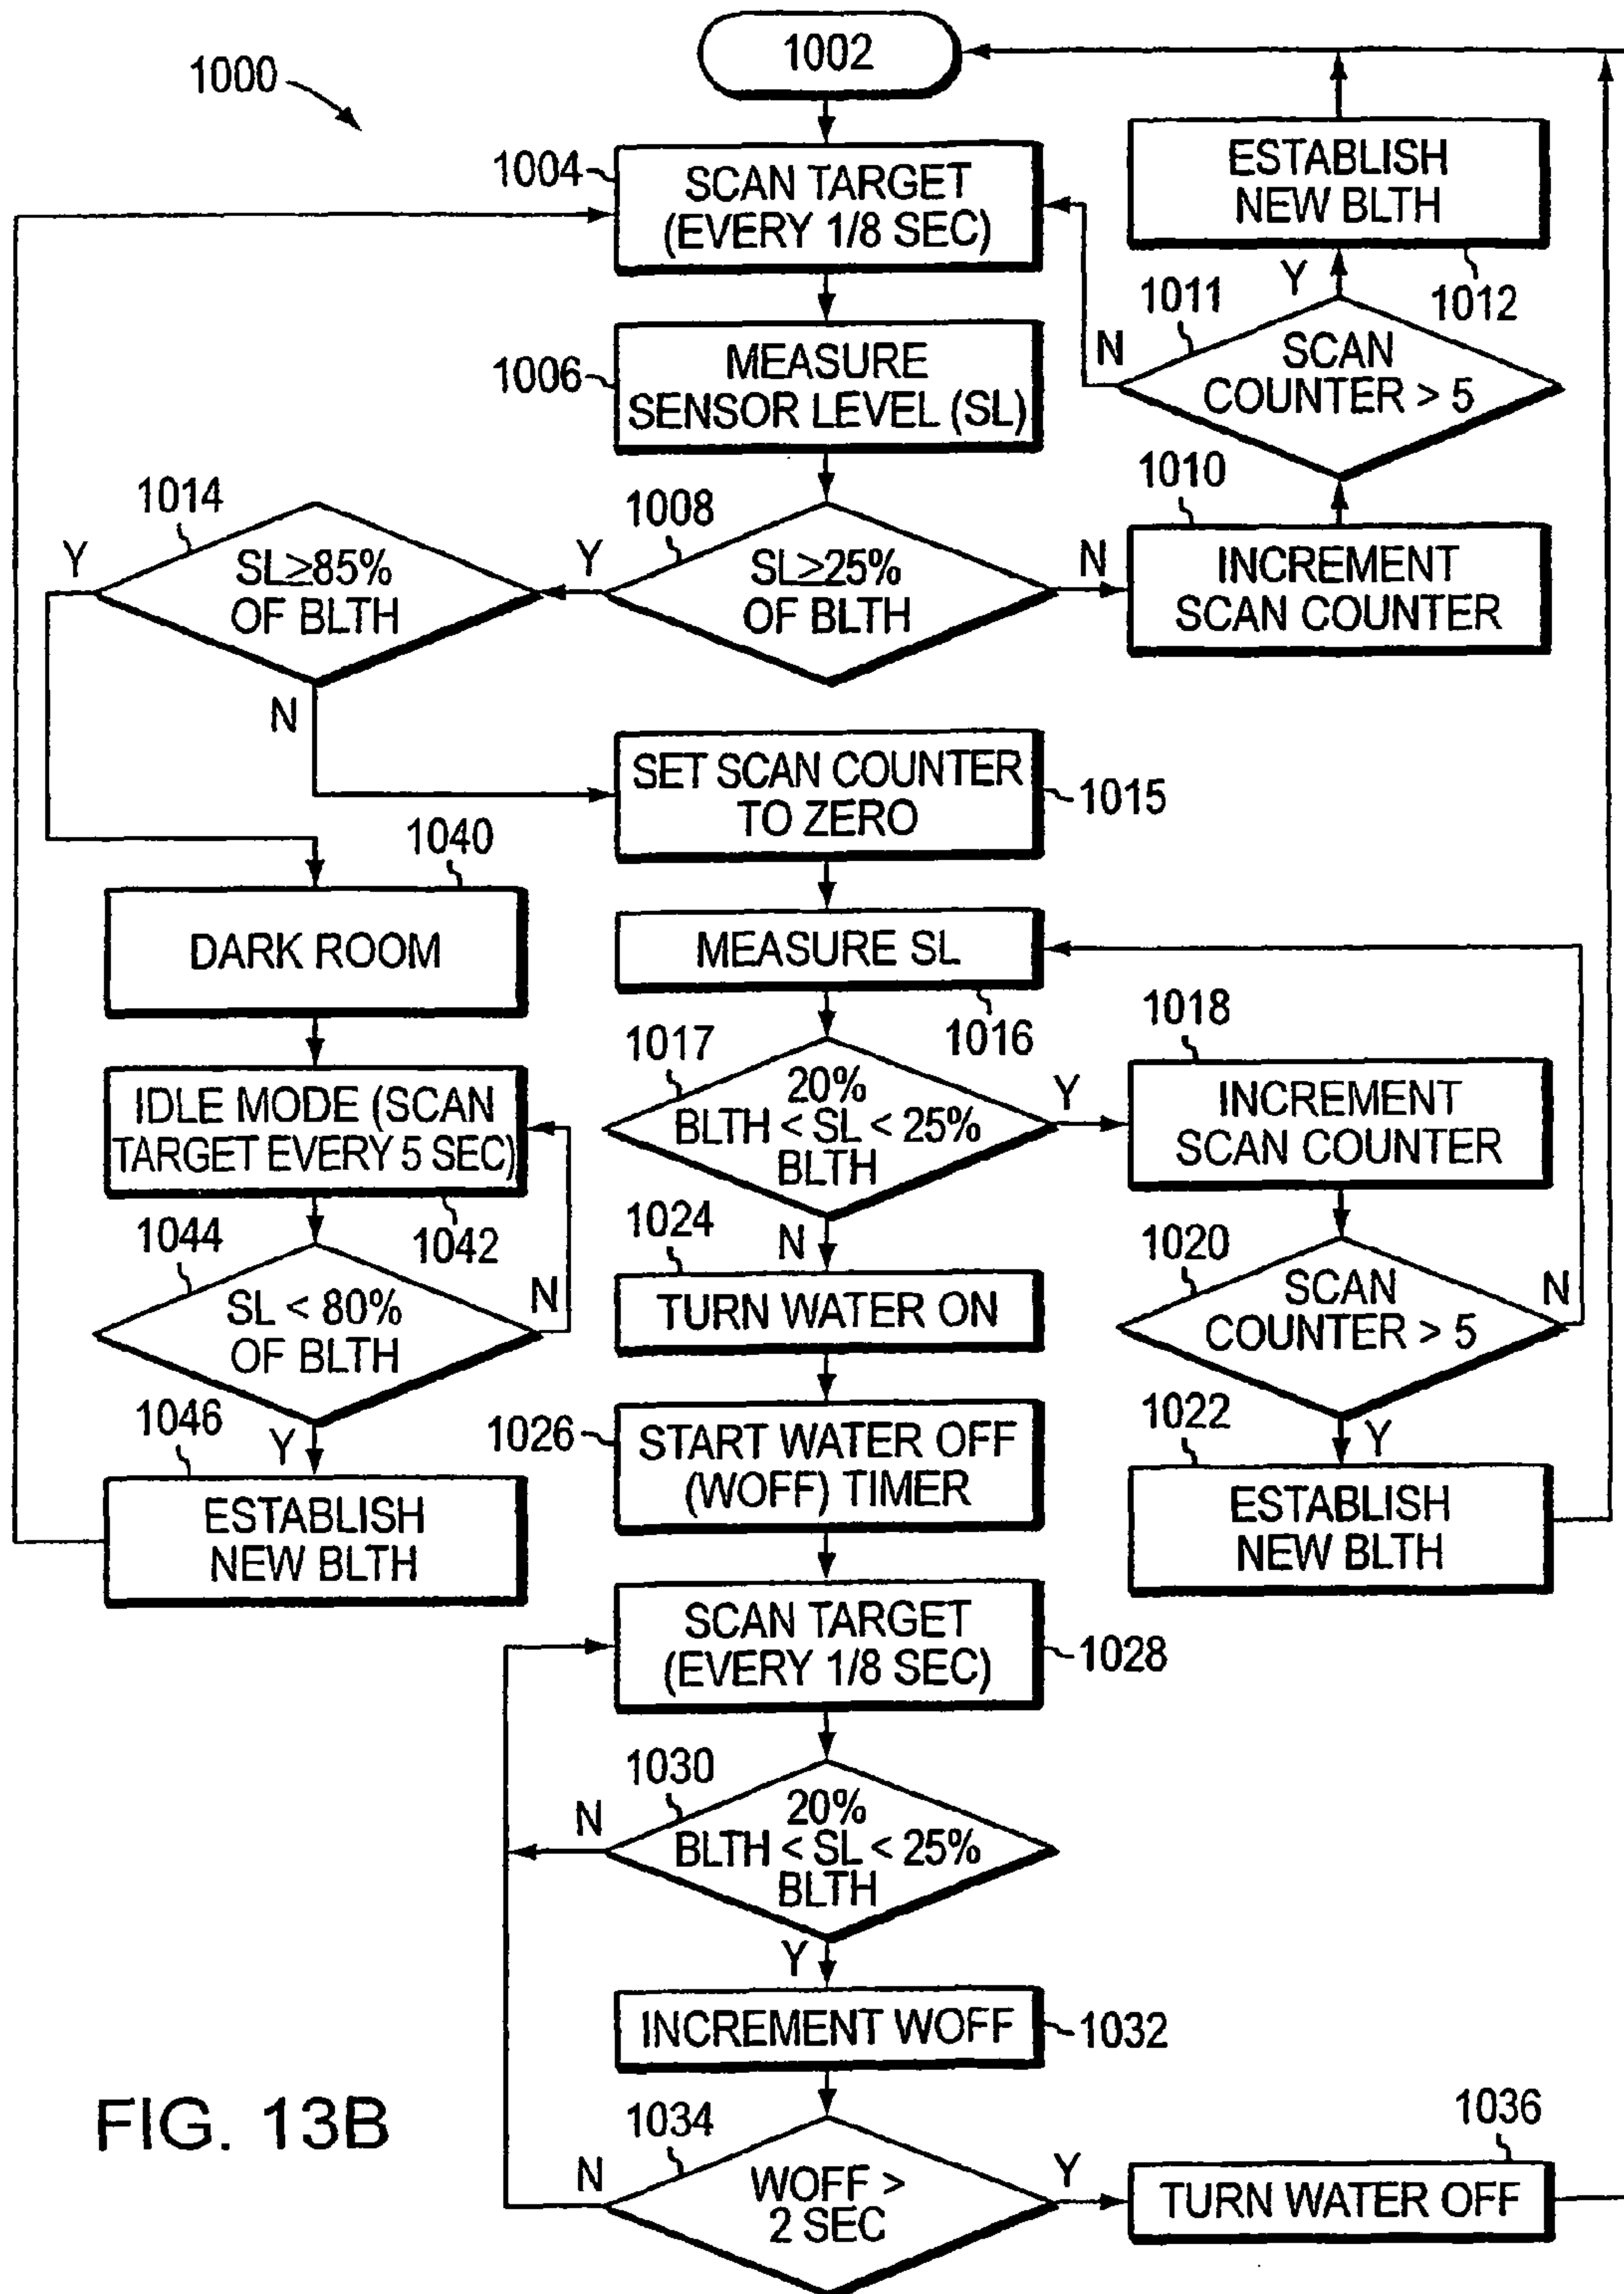 1000
1002
1004
SCAN TARGET
(EVERY 1/8 SEC)
ESTABLISH
NEW BLTH
1012
1006
MEASURE
SENSOR LEVEL (SL)
1011
Y
N
SCAN
COUNTER > 5
1014
Y
SL≥85%
OF BLTH
N
1008
Y
SL≥25%
OF BLTH
N
1010
INCREMENT
SCAN COUNTER
SET SCAN COUNTER
TO ZERO
1015
1040
DARK ROOM
MEASURE SL
1016
IDLE MODE (SCAN
TARGET EVERY 5 SEC)
1042
1017
20%
BLTH < SL < 25%
BLTH
Y
N
1018
INCREMENT
SCAN COUNTER
1044
SL < 80%
OF BLTH
N
Y
1024
TURN WATER ON
1020
SCAN
COUNTER > 5
N
Y
1046
ESTABLISH
NEW BLTH
1026
START WATER OFF
(WOFF) TIMER
1022
ESTABLISH
NEW BLTH
SCAN TARGET
(EVERY 1/8 SEC)
1028
1030
N
20%
BLTH < SL < 25%
BLTH
Y
INCREMENT WOFF
1032
1034
N
WOFF >
2 SEC
Y
1036
TURN WATER OFF
FIG. 13B